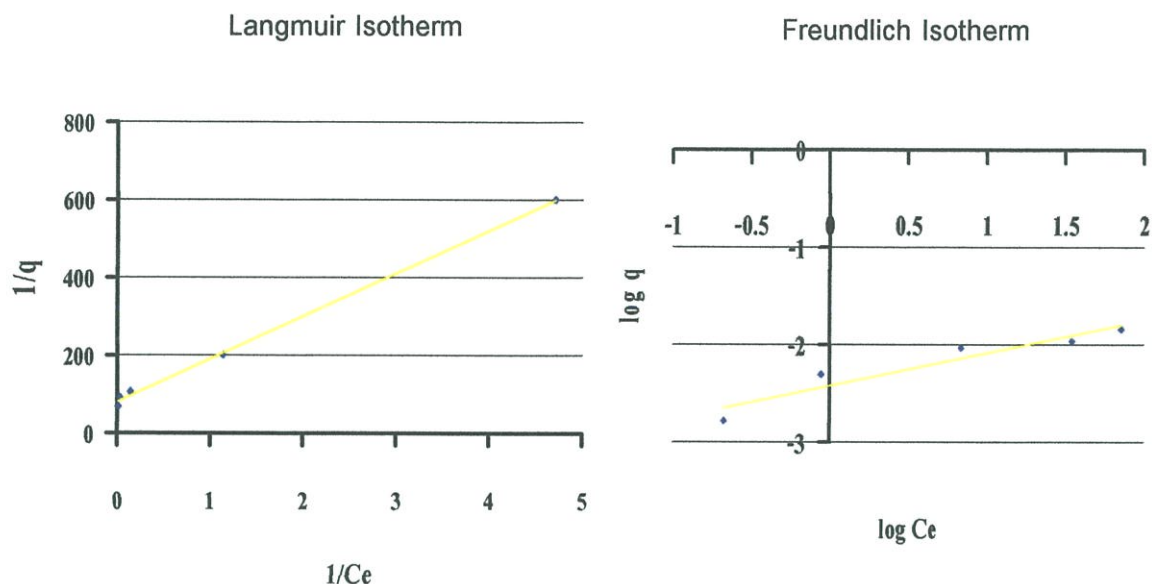 Langmuir Isotherm
800
600
400
200
0
1/q
0 1 2 3 4 5
1/Ce
Freundlich Isotherm
0
-1 -0.5 0 0.5 1 1.5 2
-1
-2
-3
log q
log Ce